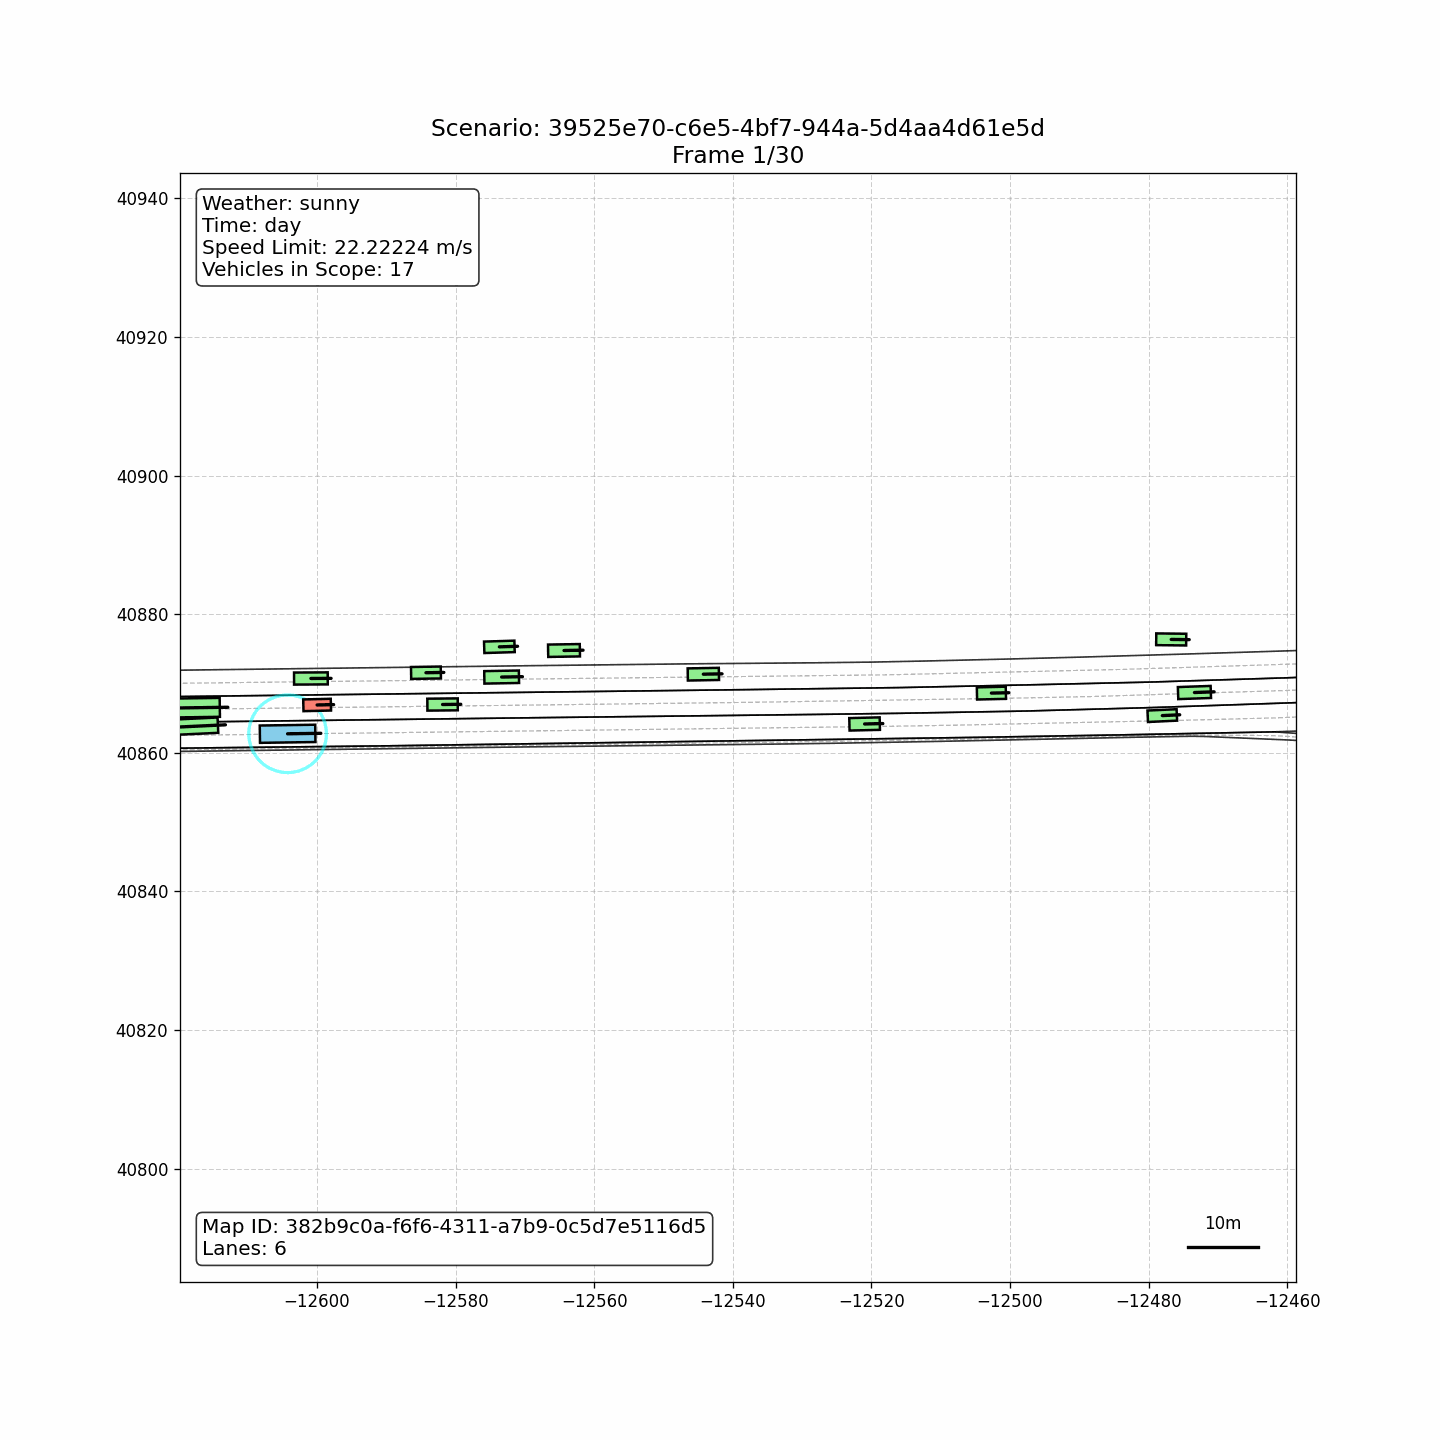 Scenario: 39525e70-c6e5-4bf7-944a-5d4aa4d61e5d
Frame 1/30
Weather: sunny
Time: day
Speed Limit: 22.22224 m/s
Vehicles in Scope: 17
40940
40920
40900
40880
40860
40840
40820
40800
Map ID: 382b9c0a-f6f6-4311-a7b9-0c5d7e5116d5
Lanes: 6
10m
−12600
−12580
−12560
−12540
−12520
−12500
−12480
−12460